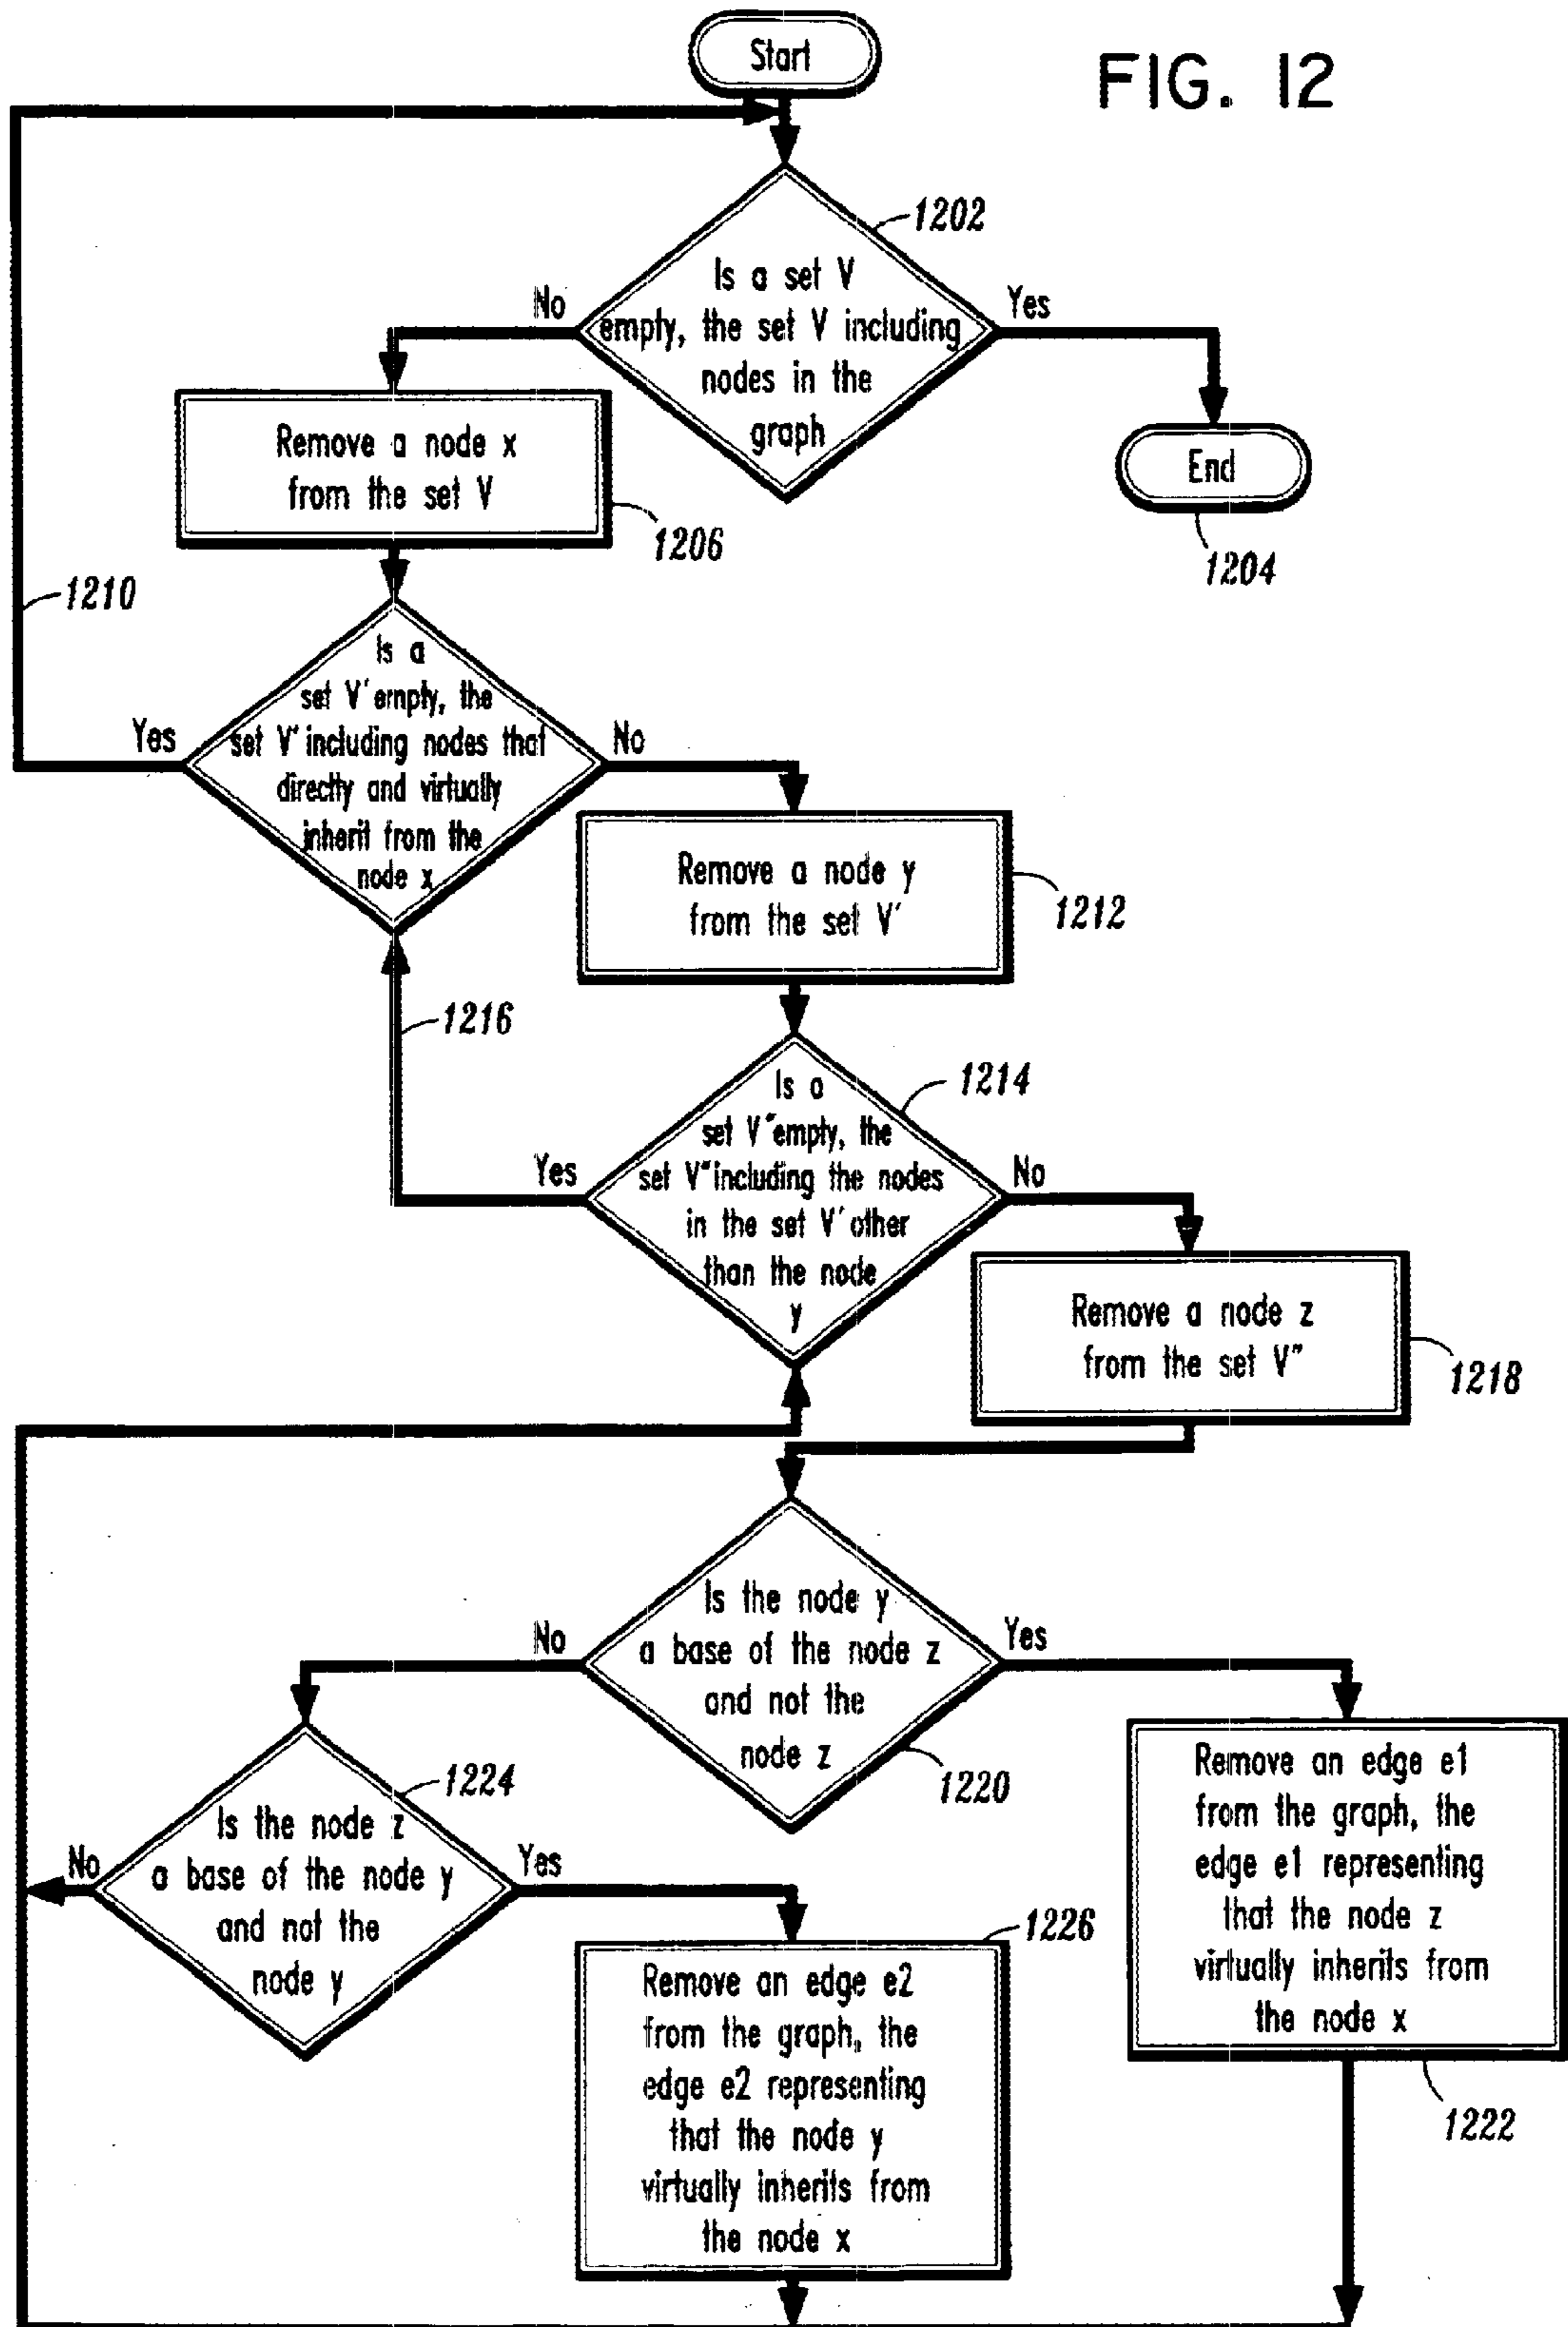 Start
FIG. 12
1202
Is a set V
empty, the set V including
nodes in the
graph
No
Yes
Remove a node x
from the set V
1206
End
1204
1210
Is a
set V' empty, the
set V' including nodes that
directly and virtually
inherit from the
node x
Yes
No
Remove a node y
from the set V'
1212
1216
1214
Is a
set V" empty, the
set V" including the nodes
in the set V' other
than the node
y
Yes
No
Remove a node z
from the set V"
1218
Is the node y
a base of the node z
and not the
node z
No
Yes
1220
Remove an edge e1
from the graph, the
edge e1 representing
that the node z
virtually inherits from
the node x
1222
1224
Is the node z
a base of the node y
and not the
node y
No
Yes
1226
Remove an edge e2
from the graph, the
edge e2 representing
that the node y
virtually inherits from
the node x